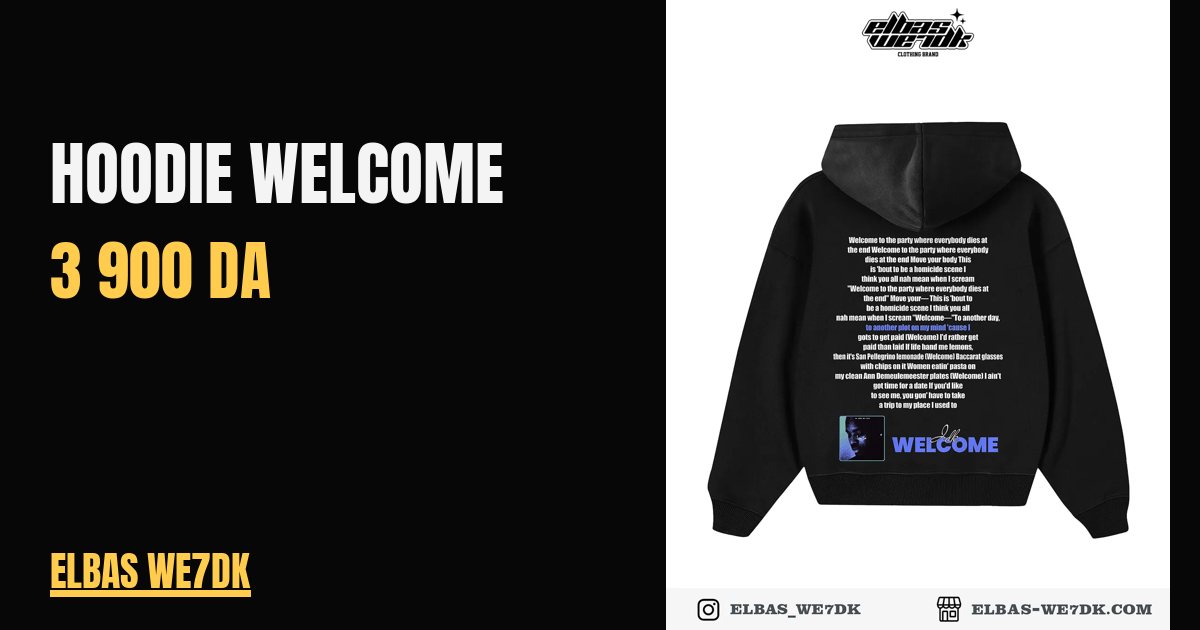 HOODIE WELCOME
3 900 DA
ELBAS WE7DK
elbas
we7dk
CLOTHING BRAND
Welcome to the party where everybody dies at
the end Welcome to the party where everybody
dies at the end Move your body This
is 'bout to be a homicide scene I
think you all nah mean when I scream
"Welcome to the party where everybody dies at
the end" Move your— This is 'bout to
be a homicide scene I think you all
nah mean when I scream "Welcome—"To another day,
to another plot on my mind 'cause I
gots to get paid (Welcome) I'd rather get
paid than laid If life hand me lemons,
then it's San Pellegrino lemonade (Welcome) Baccarat glasses
with chips on it Women eatin' pasta on
my clean Ann Demeulemeester plates (Welcome) I ain't
got time for a date If you'd like
to see me, you gon' have to take
a trip to my place I used to
WELCOME
ELBAS_WE7DK
ELBAS-WE7DK.COM